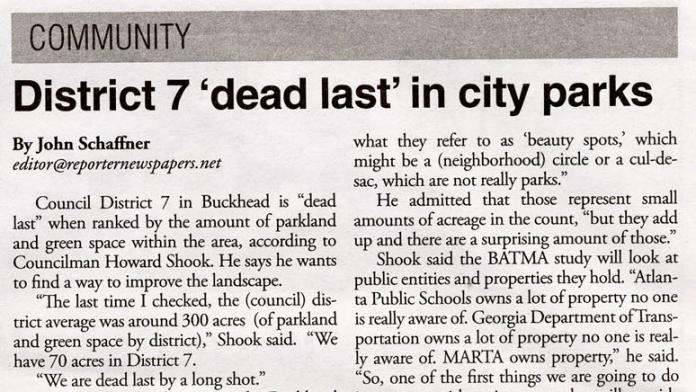 COMMUNITY
District 7 ‘dead last’ in city parks
By John Schaffner
editor@reporternewspapers.net
Council District 7 in Buckhead is “dead
last” when ranked by the amount of parkland
and green space within the area, according to
Councilman Howard Shook. He says he wants
to find a way to improve the landscape.
“The last time I checked, the (council) dis-
trict average was around 300 acres (of parkland
and green space by district),” Shook said. “We
have 70 acres in District 7.
“We are dead last by a long shot.”
what they refer to as ‘beauty spots,’ which
might be a (neighborhood) circle or a cul-de-
sac, which are not really parks.”
He admitted that those represent small
amounts of acreage in the count, “but they add
up and there are a surprising amount of those.”
Shook said the BATMA study will look at
public entities and properties they hold. “Atlan-
ta Public Schools owns a lot of property no one
is really aware of. Georgia Department of Trans-
portation owns a lot of property no one is real-
ly aware of. MARTA owns property,” he said.
“So, one of the first things we are going to do